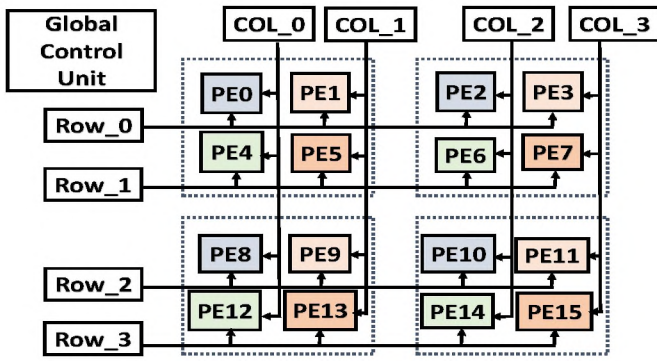 Global
Control
Unit
COL_0 COL_1 COL_2 COL_3
PE0 PE1 PE2 PE3
Row_0
PE4 PE5 PE6 PE7
Row_1
PE8 PE9 PE10 PE11
Row_2
PE12 PE13 PE14 PE15
Row_3